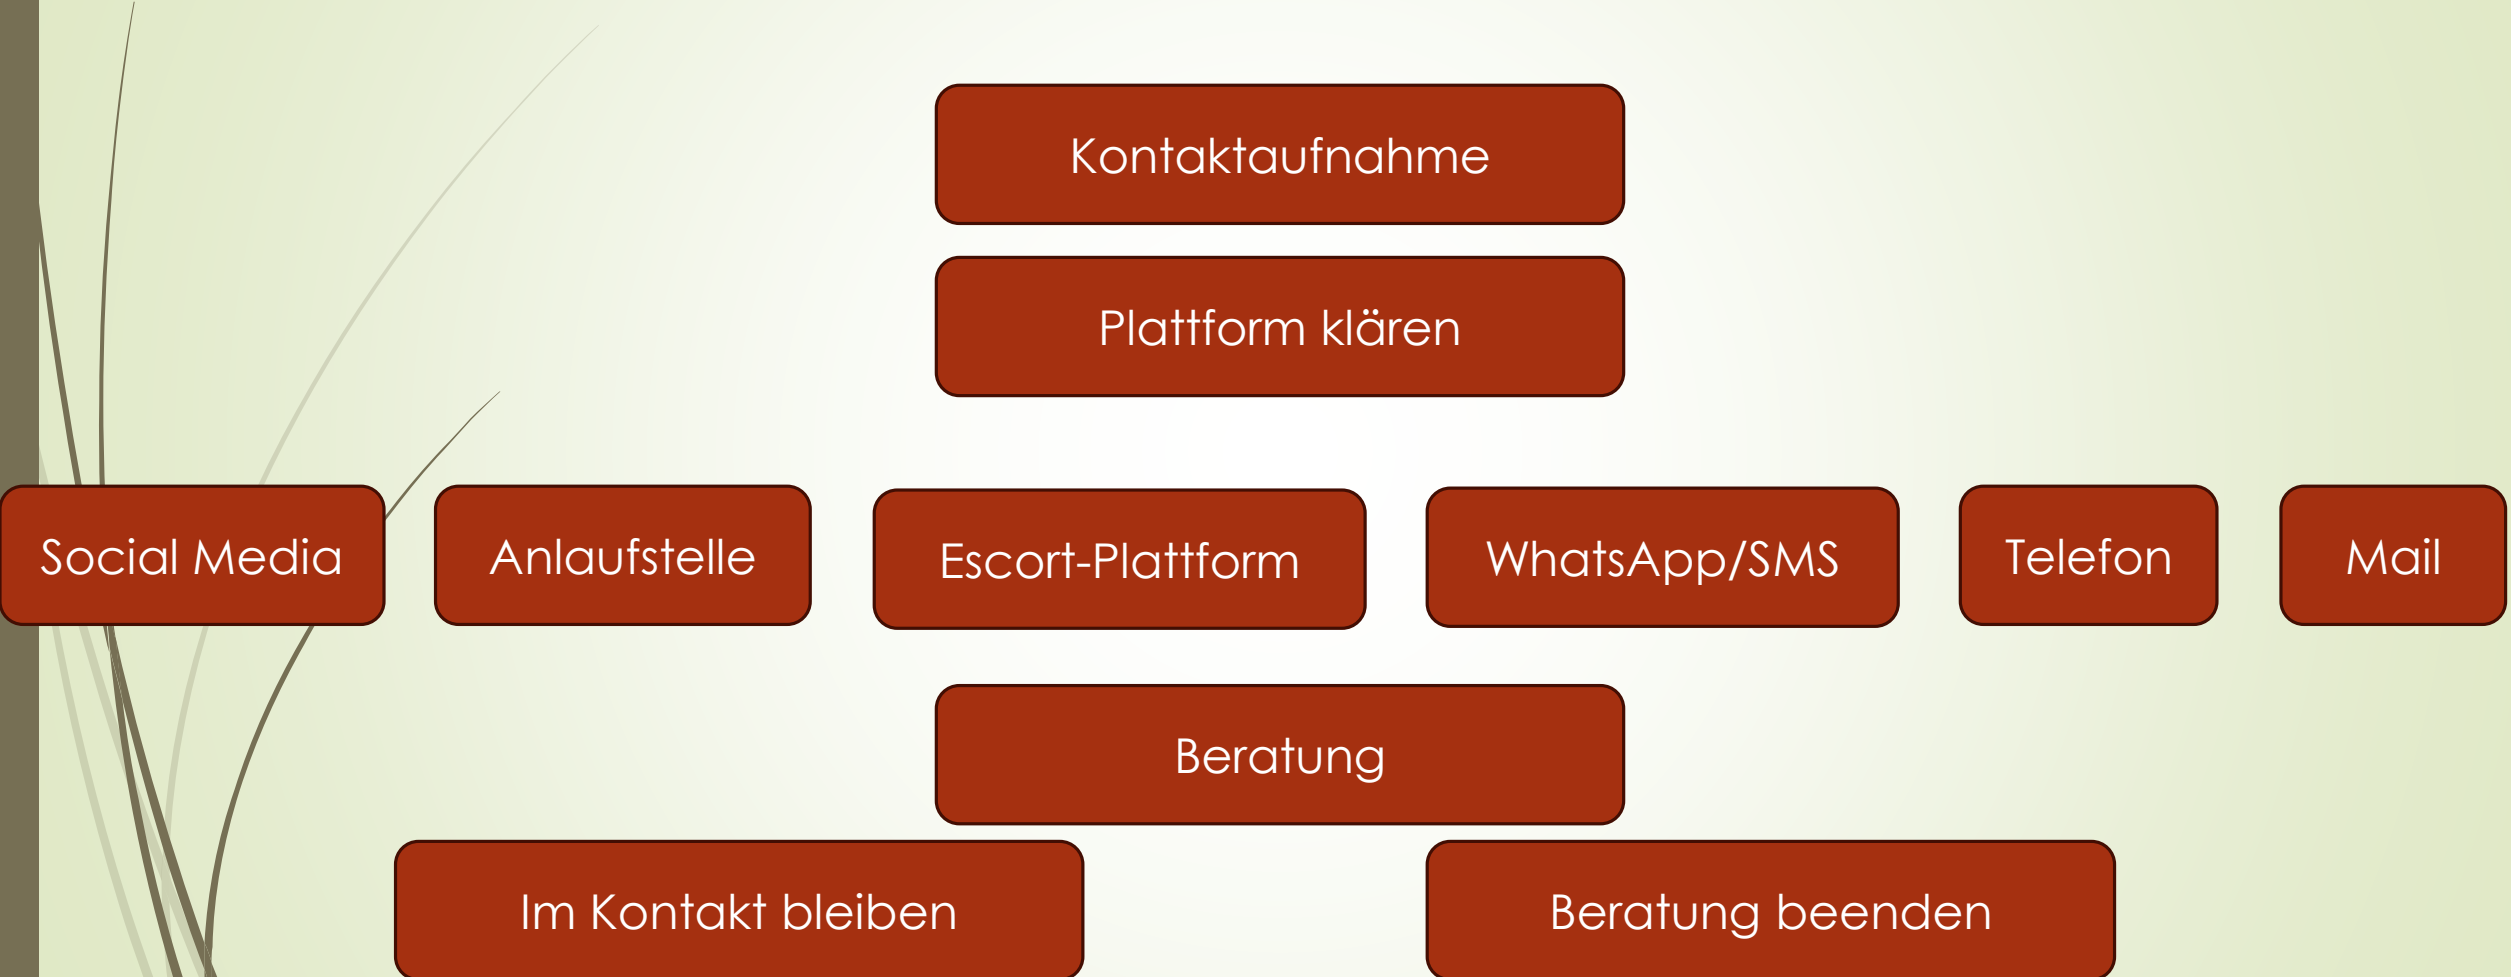 Kontaktaufnahme
Plattform klären
Social Media
Anlaufstelle
Escort-Plattform
WhatsApp/SMS
Telefon
Mail
Beratung
Im Kontakt bleiben
Beratung beenden